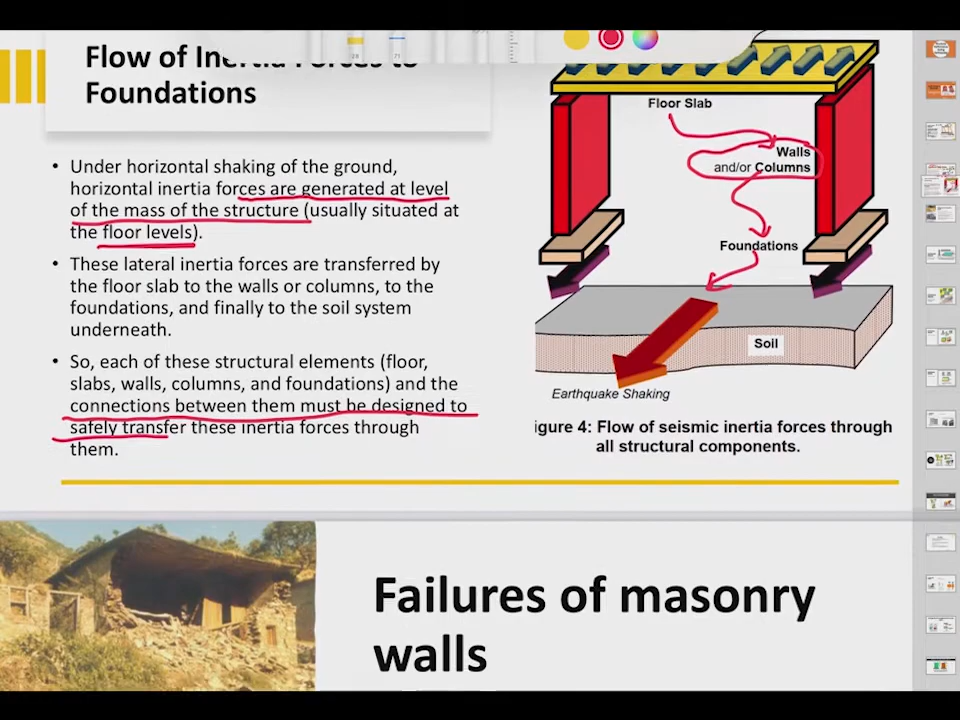 Flow of Inertia Forces to
Foundations
• Under horizontal shaking of the ground,
horizontal inertia forces are generated at level
of the mass of the structure (usually situated at
the floor levels).
• These lateral inertia forces are transferred by
the floor slab to the walls or columns, to the
foundations, and finally to the soil system
underneath.
• So, each of these structural elements (floor,
slabs, walls, columns, and foundations) and the
connections between them must be designed to
safely transfer these inertia forces through
them.
Floor Slab
Walls
and/or Columns
Foundations
Soil
Earthquake Shaking
igure 4: Flow of seismic inertia forces through
all structural components.
Failures of masonry
walls